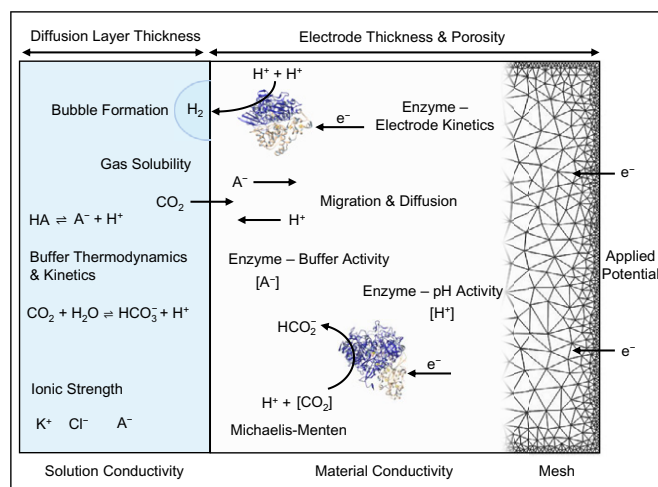 Diffusion Layer Thickness
Electrode Thickness & Porosity
H⁺ + H⁺
Bubble Formation
H₂
e⁻
Enzyme –
Electrode Kinetics
Gas Solubility
A⁻
e⁻
CO₂
Migration & Diffusion
HA ⇌ A⁻ + H⁺
H⁺
Buffer Thermodynamics
& Kinetics
Enzyme – Buffer Activity
[A⁻]
Applied
Potential
Enzyme – pH Activity
[H⁺]
CO₂ + H₂O ⇌ HCO₃⁻ + H⁺
HCO₂⁻
e⁻
e⁻
Ionic Strength
H⁺ + [CO₂]
K⁺ Cl⁻ A⁻
Michaelis-Menten
Solution Conductivity
Material Conductivity
Mesh